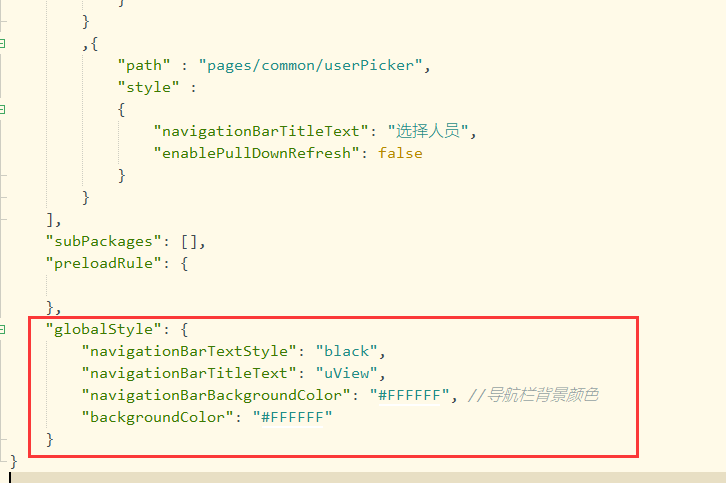 }
}
,{
"path" : "pages/common/userPicker",
"style" :
{
"navigationBarTitleText": "选择人员",
"enablePullDownRefresh": false
}
}
],
"subPackages": [],
"preloadRule": {
},
"globalStyle": {
"navigationBarTextStyle": "black",
"navigationBarTitleText": "uView",
"navigationBarBackgroundColor": "#FFFFFF", //导航栏背景颜色
"backgroundColor": "#FFFFFF"
}
}